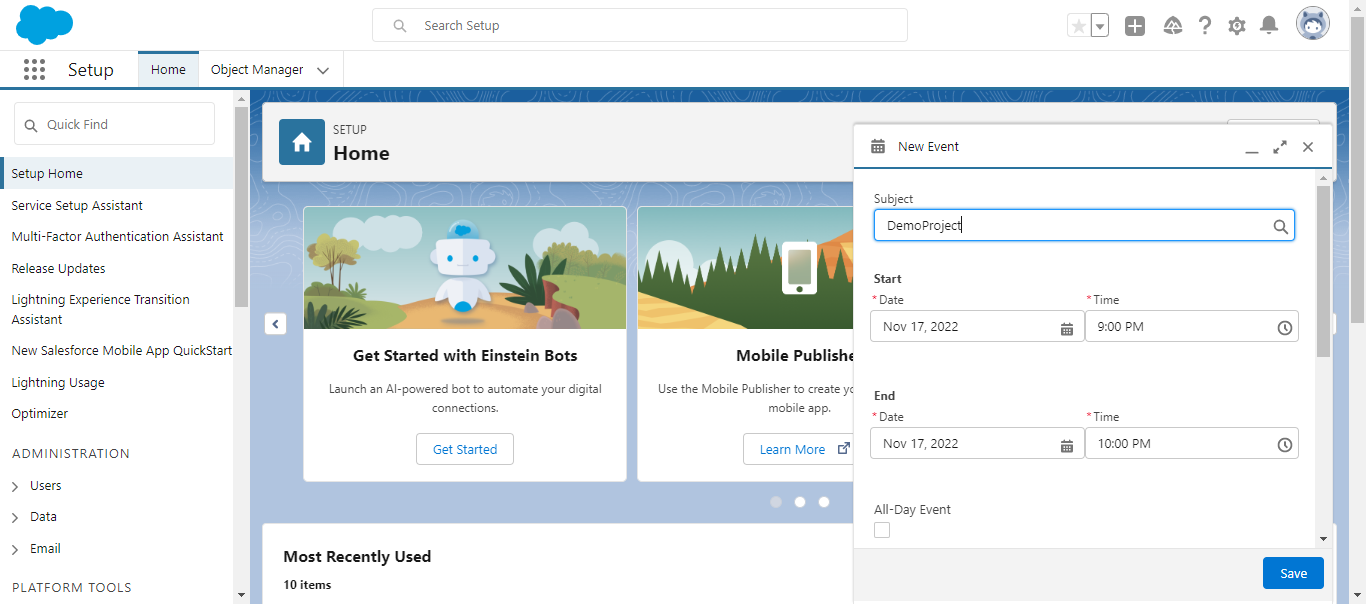 Search Setup
Setup
Home
Object Manager
Quick Find
Setup Home
Service Setup Assistant
Multi-Factor Authentication Assistant
Release Updates
Lightning Experience Transition
Assistant
New Salesforce Mobile App QuickStart
Lightning Usage
Optimizer
ADMINISTRATION
Users
Data
Email
PLATFORM TOOLS
SETUP
Home
Get Started with Einstein Bots
Launch an AI-powered bot to automate your digital
connections.
Get Started
Mobile Publishe
Use the Mobile Publisher to create yo
mobile app.
Learn More
Most Recently Used
10 items
New Event
Subject
DemoProject
Start
*Date
*Time
Nov 17, 2022
9:00 PM
End
*Date
*Time
Nov 17, 2022
10:00 PM
All-Day Event
Save